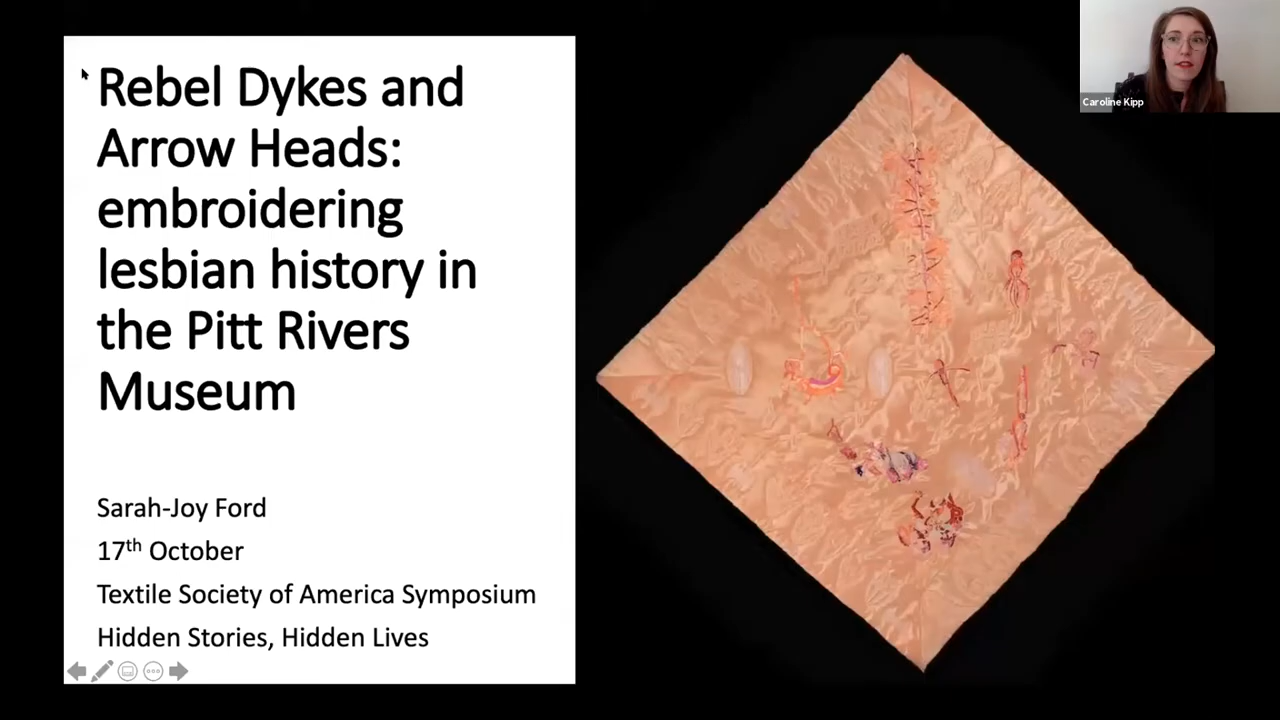 Rebel Dykes and
Arrow Heads:
embroidering
lesbian history in
the Pitt Rivers
Museum
Sarah-Joy Ford
17th October
Textile Society of America Symposium
Hidden Stories, Hidden Lives
Caroline Kipp